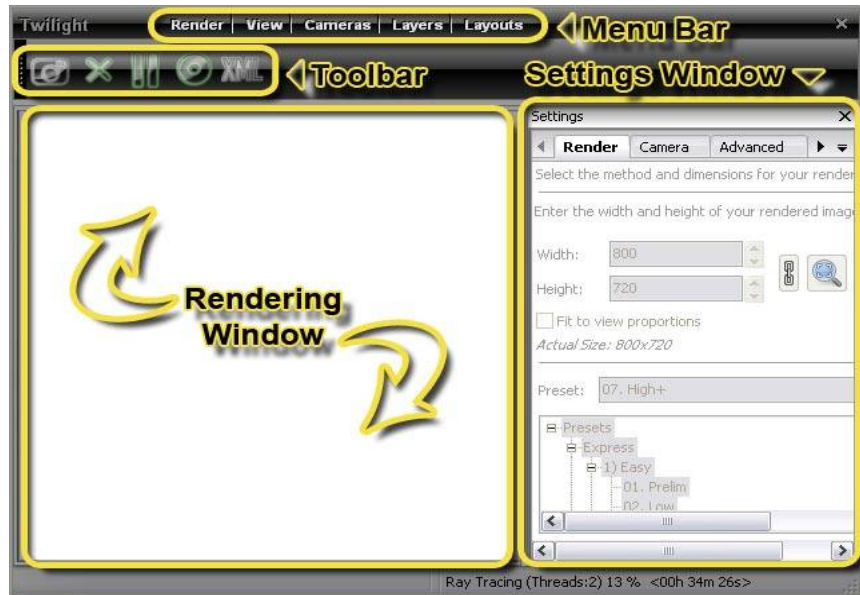 Twilight
Render | View | Cameras | Layers | Layouts
Menu Bar
XML
Toolbar
Settings Window
Settings
Render Camera Advanced
Select the method and dimensions for your render
Enter the width and height of your rendered imag
Width: 800
Height: 720
Fit to view proportions
Actual Size: 800x720
Preset: 07. High+
Presets
Express
1) Easy
01. Prelim
02. Low
Rendering
Window
Ray Tracing (Threads:2) 13 % <00h 34m 26s>